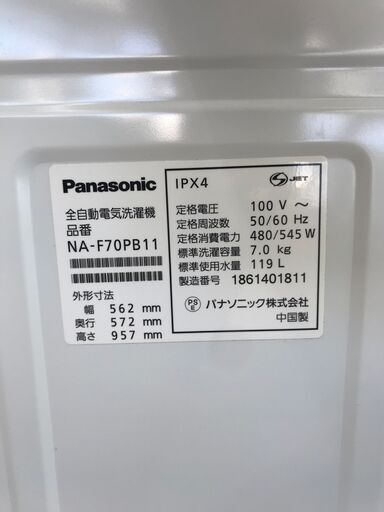 Panasonic
全自動電気洗濯機
品番
NA-F70PB11
外形寸法
幅 562 mm
奥行 572 mm
高さ 957 mm
IPX4
S JET
定格電圧 100 V ～
定格周波数 50/60 Hz
定格消費電力 480/545 W
標準洗濯容量 7.0 kg
標準使用水量 119 L
製造番号 1861401811
PS E パナソニック株式会社
中国製